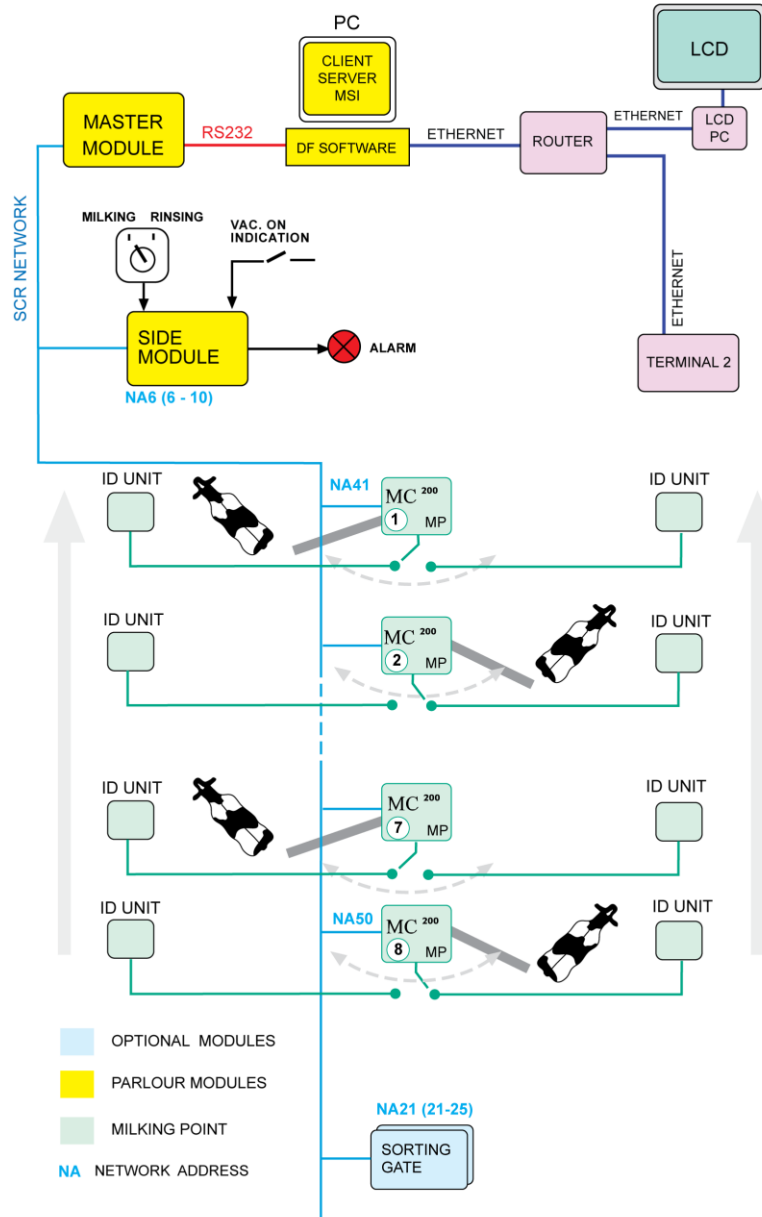 PC
CLIENT
SERVER
MSI
LCD
MASTER
MODULE
RS232
DF SOFTWARE
ETHERNET
ROUTER
ETHERNET
LCD
PC
SCR NETWORK
MILKING RINSING
VAC. ON
INDICATION
ETHERNET
SIDE
MODULE
ALARM
TERMINAL 2
NA6 (6 - 10)
ID UNIT
NA41
MC 200
1 MP
ID UNIT
ID UNIT
MC 200
2 MP
ID UNIT
ID UNIT
MC 200
7 MP
ID UNIT
ID UNIT
NA50
MC 200
8 MP
ID UNIT
OPTIONAL MODULES
PARLOUR MODULES
MILKING POINT
NA NETWORK ADDRESS
NA21 (21-25)
SORTING
GATE